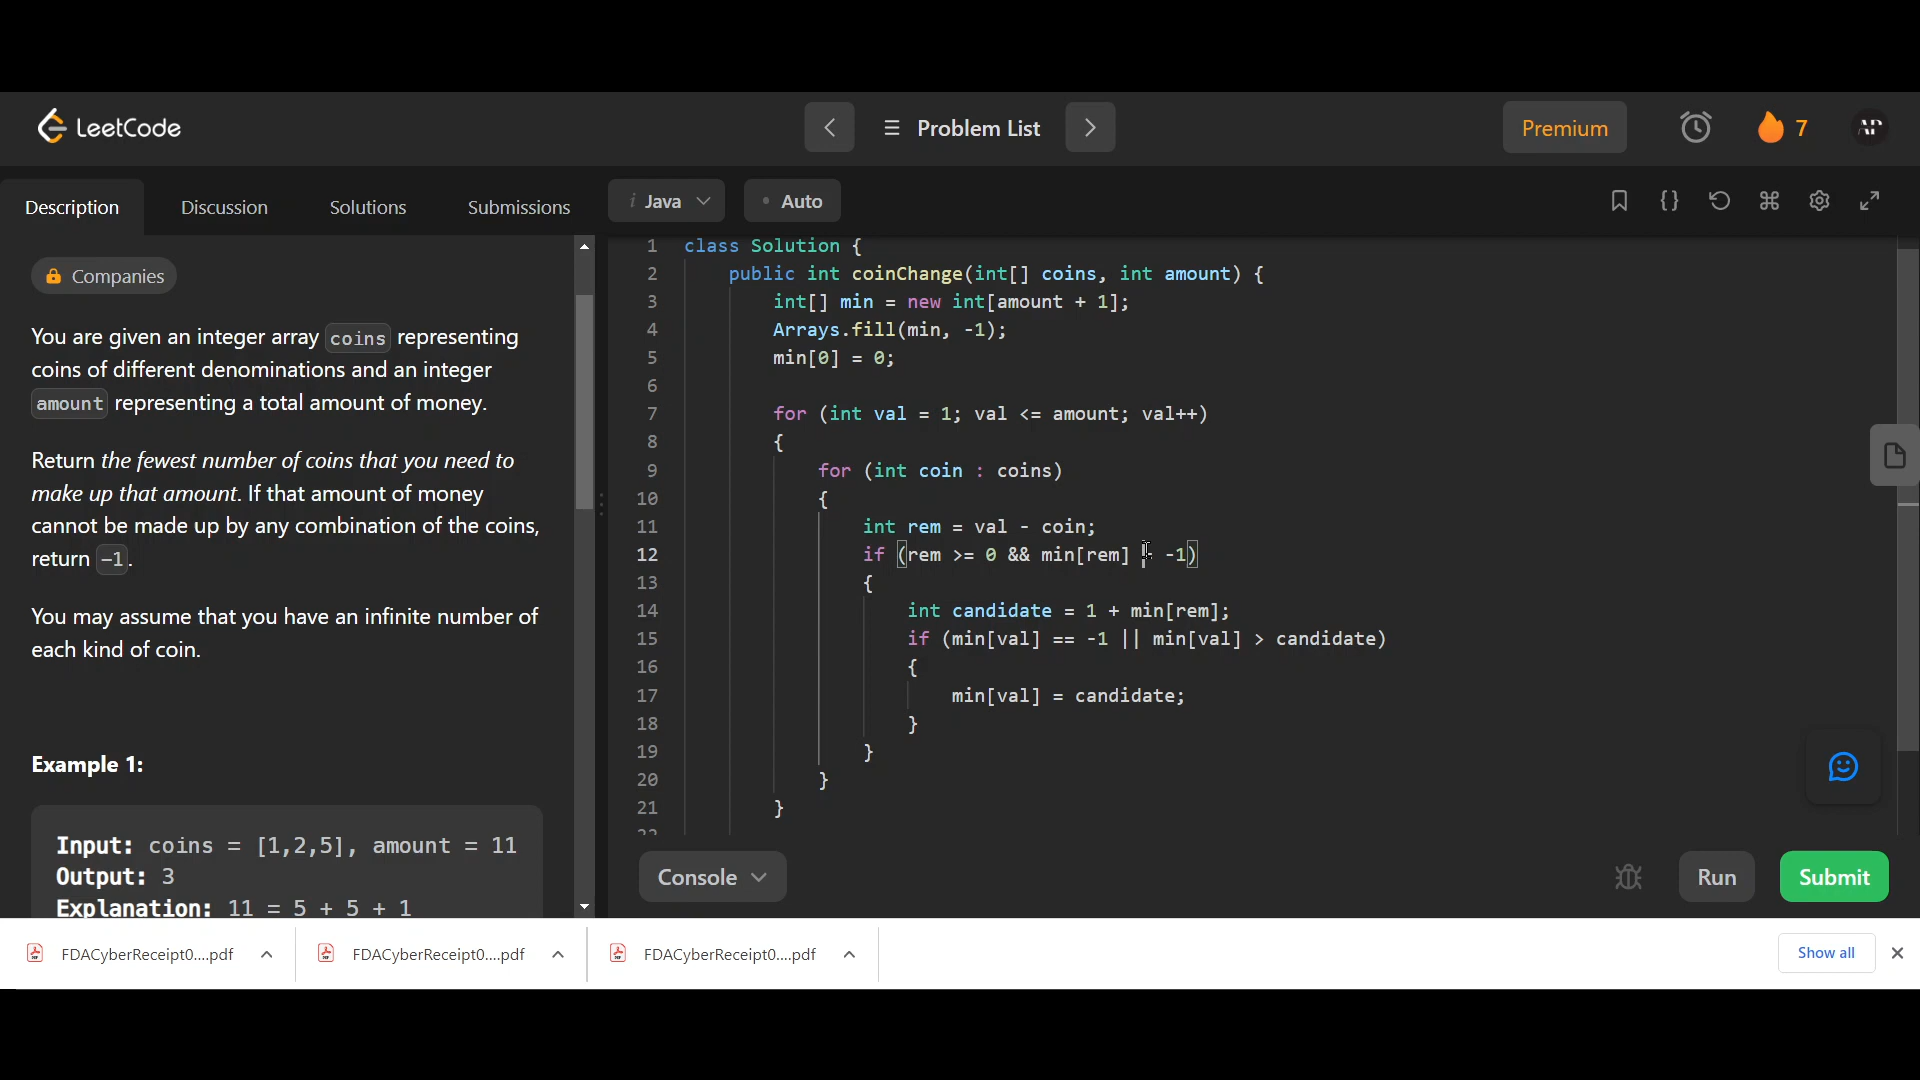 LeetCode
Problem List
Premium
7
AP
Description
Discussion
Solutions
Submissions
i Java
Auto
Companies
You are given an integer array coins representing
coins of different denominations and an integer
amount representing a total amount of money.
Return the fewest number of coins that you need to
make up that amount. If that amount of money
cannot be made up by any combination of the coins,
return -1.
You may assume that you have an infinite number of
each kind of coin.
Example 1:
Input: coins = [1,2,5], amount = 11
Output: 3
Explanation: 11 = 5 + 5 + 1
1 class Solution {
2 public int coinChange(int[] coins, int amount) {
3 int[] min = new int[amount + 1];
4 Arrays.fill(min, -1);
5 min[0] = 0;
6
7 for (int val = 1; val <= amount; val++)
8 {
9 for (int coin : coins)
10 {
11 int rem = val - coin;
12 if (rem >= 0 && min[rem] -1)
13 {
14 int candidate = 1 + min[rem];
15 if (min[val] == -1 || min[val] > candidate)
16 {
17 min[val] = candidate;
18 }
19 }
20 }
21 }
22
Console
Run
Submit
FDACyberReceipt0....pdf
FDACyberReceipt0....pdf
FDACyberReceipt0....pdf
Show all